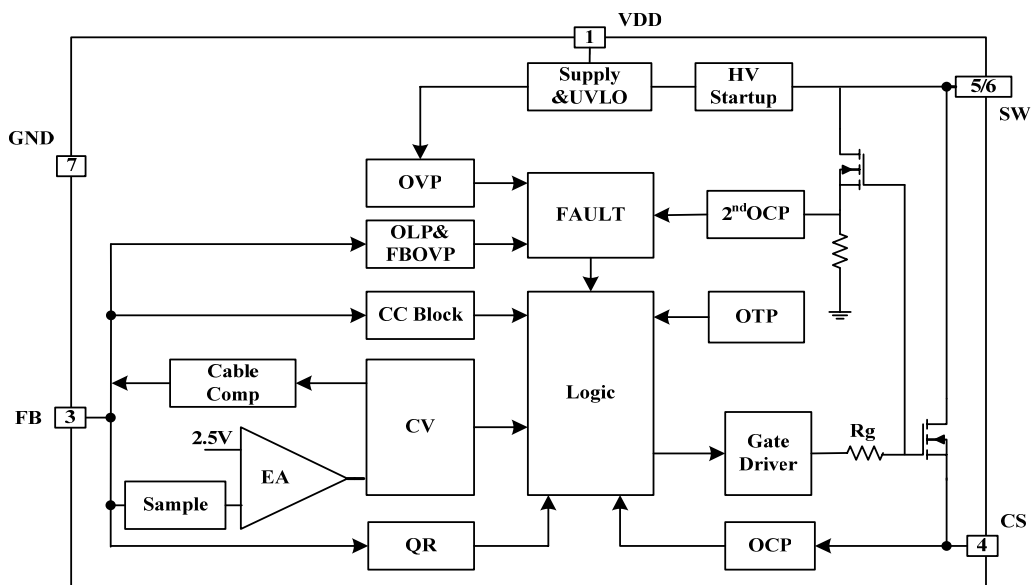 VDD
1
Supply
&UVLO
HV
Startup
5/6
SW
GND
7
OVP
FAULT
2ndOCP
OLP&
FBOVP
CC Block
OTP
Cable
Comp
Logic
CV
FB
3
2.5V
EA
Gate
Driver
Rg
Sample
QR
OCP
CS
4